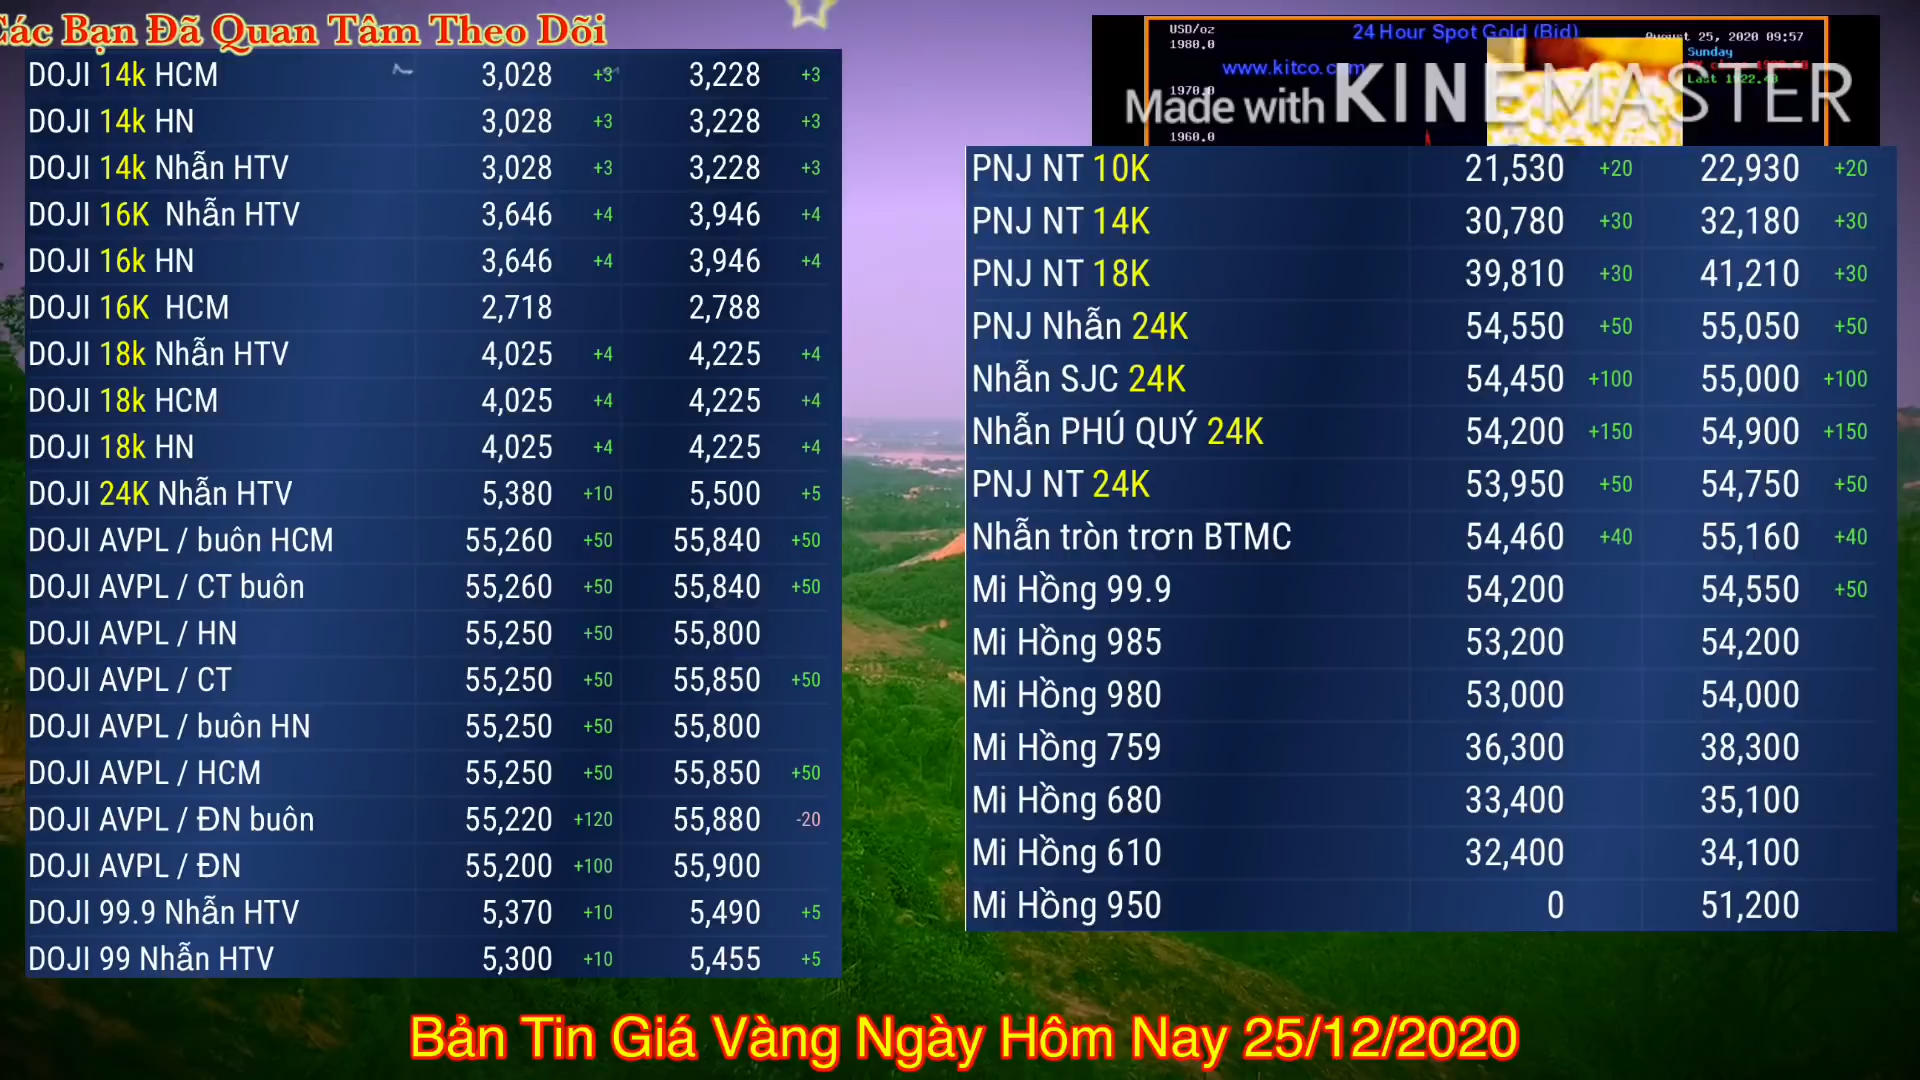 Các Bạn Đã Quan Tâm Theo Dõi
DOJI 14k HCM 3,028 +3 3,228 +3
DOJI 14k HN 3,028 +3 3,228 +3
DOJI 14k Nhẫn HTV 3,028 +3 3,228 +3
DOJI 16K Nhẫn HTV 3,646 +4 3,946 +4
DOJI 16k HN 3,646 +4 3,946 +4
DOJI 16K HCM 2,718 2,788
DOJI 18k Nhẫn HTV 4,025 +4 4,225 +4
DOJI 18k HCM 4,025 +4 4,225 +4
DOJI 18k HN 4,025 +4 4,225 +4
DOJI 24K Nhẫn HTV 5,380 +10 5,500 +5
DOJI AVPL / buôn HCM 55,260 +50 55,840 +50
DOJI AVPL / CT buôn 55,260 +50 55,840 +50
DOJI AVPL / HN 55,250 +50 55,800
DOJI AVPL / CT 55,250 +50 55,850 +50
DOJI AVPL / buôn HN 55,250 +50 55,800
DOJI AVPL / HCM 55,250 +50 55,850 +50
DOJI AVPL / ĐN buôn 55,220 +120 55,880 -20
DOJI AVPL / ĐN 55,200 +100 55,900
DOJI 99.9 Nhẫn HTV 5,370 +10 5,490 +5
DOJI 99 Nhẫn HTV 5,300 +10 5,455 +5
USD/oz 24 Hour Spot Gold (Bid) August 25, 2020 09:57
1980.0 Sunday
www.kitco.com
Last 1922.40
1970.0
Made with KINEMASTER
1960.0
PNJ NT 10K 21,530 +20 22,930 +20
PNJ NT 14K 30,780 +30 32,180 +30
PNJ NT 18K 39,810 +30 41,210 +30
PNJ Nhẫn 24K 54,550 +50 55,050 +50
Nhẫn SJC 24K 54,450 +100 55,000 +100
Nhẫn PHÚ QUÝ 24K 54,200 +150 54,900 +150
PNJ NT 24K 53,950 +50 54,750 +50
Nhẫn tròn trơn BTMC 54,460 +40 55,160 +40
Mi Hồng 99.9 54,200 54,550 +50
Mi Hồng 985 53,200 54,200
Mi Hồng 980 53,000 54,000
Mi Hồng 759 36,300 38,300
Mi Hồng 680 33,400 35,100
Mi Hồng 610 32,400 34,100
Mi Hồng 950 0 51,200
Bản Tin Giá Vàng Ngày Hôm Nay 25/12/2020